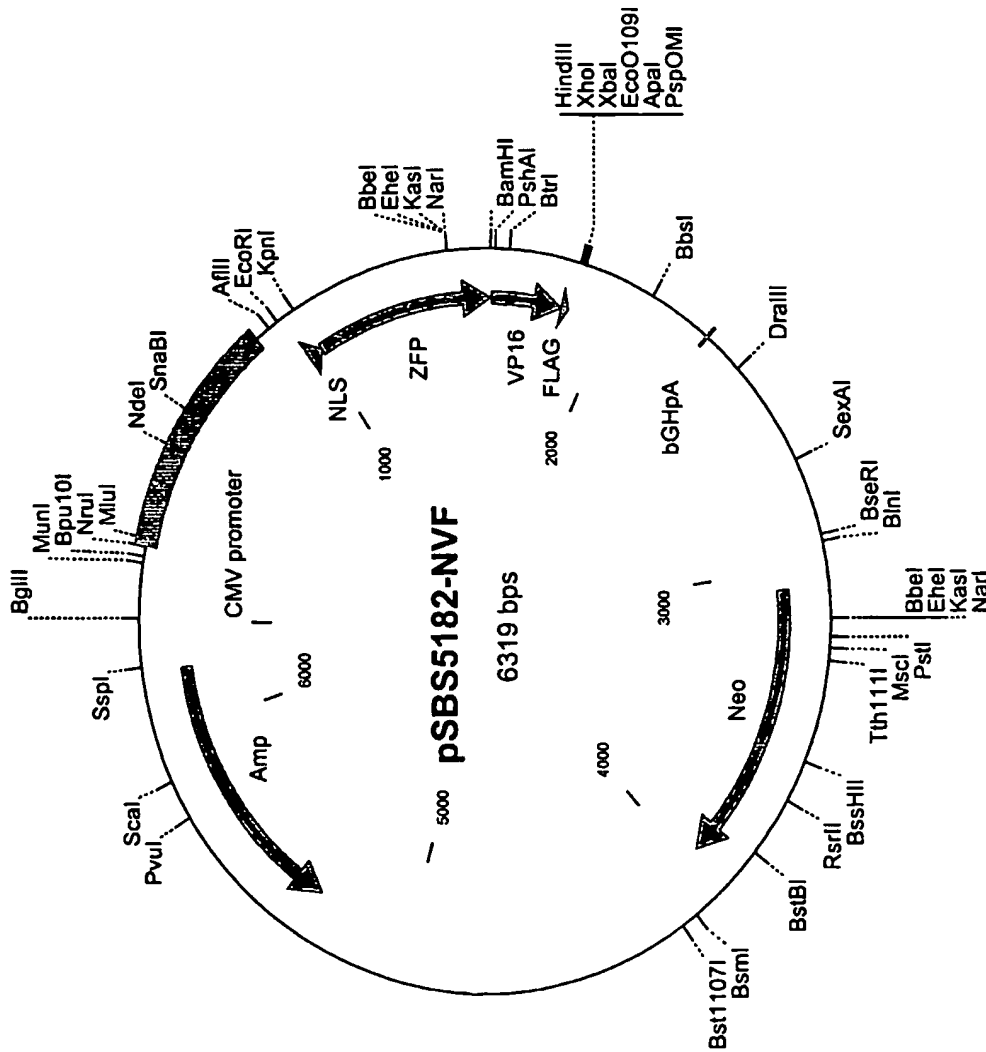 pSBS5182-NVF
6319 bps
BglII
MunI
Bpu10I
NruI
MluI
NdeI
SnaBI
AflII
EcoRI
KpnI
BbeI
EheI
KasI
NarI
BamHI
PshAI
BtrI
HindIII
XhoI
XbaI
EcoO109I
ApaI
PspOMI
BbsI
DraIII
SexAI
BseRI
BlnI
BbeI
EheI
KasI
NarI
PstI
MscI
Tth111I
BssHII
RsrII
BstBI
BsmI
Bst1107I
PvuI
ScaI
SspI
CMV promoter
NLS
ZFP
VP16
FLAG
bGHpA
Neo
Amp
1000
2000
3000
4000
5000
6000